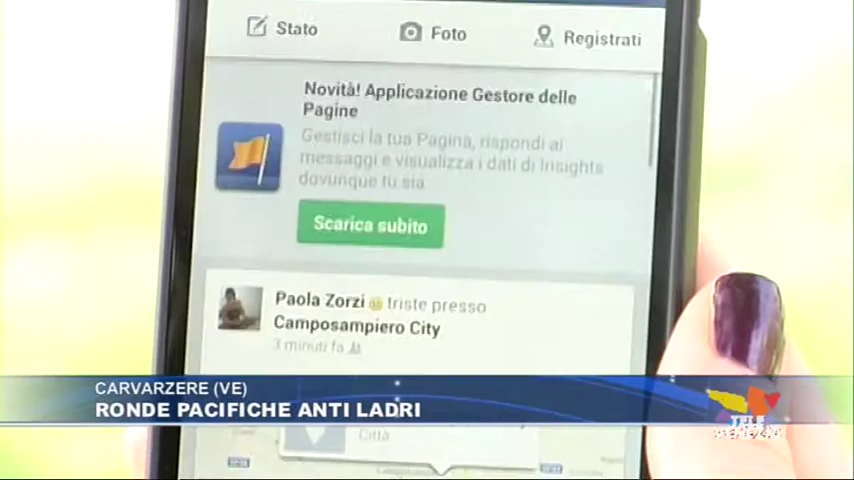 Stato
Foto
Registrati
Novità! Applicazione Gestore delle
Pagine
Gestisci la tua Pagina, rispondi ai
messaggi e visualizza i dati di Insights
dovunque tu sia
Scarica subito
Paola Zorzi triste presso
Camposampiero City
3 minuti fa
CARVARZERE (VE)
RONDE PACIFICHE ANTI LADRI
TELE
VENEZIA
Città